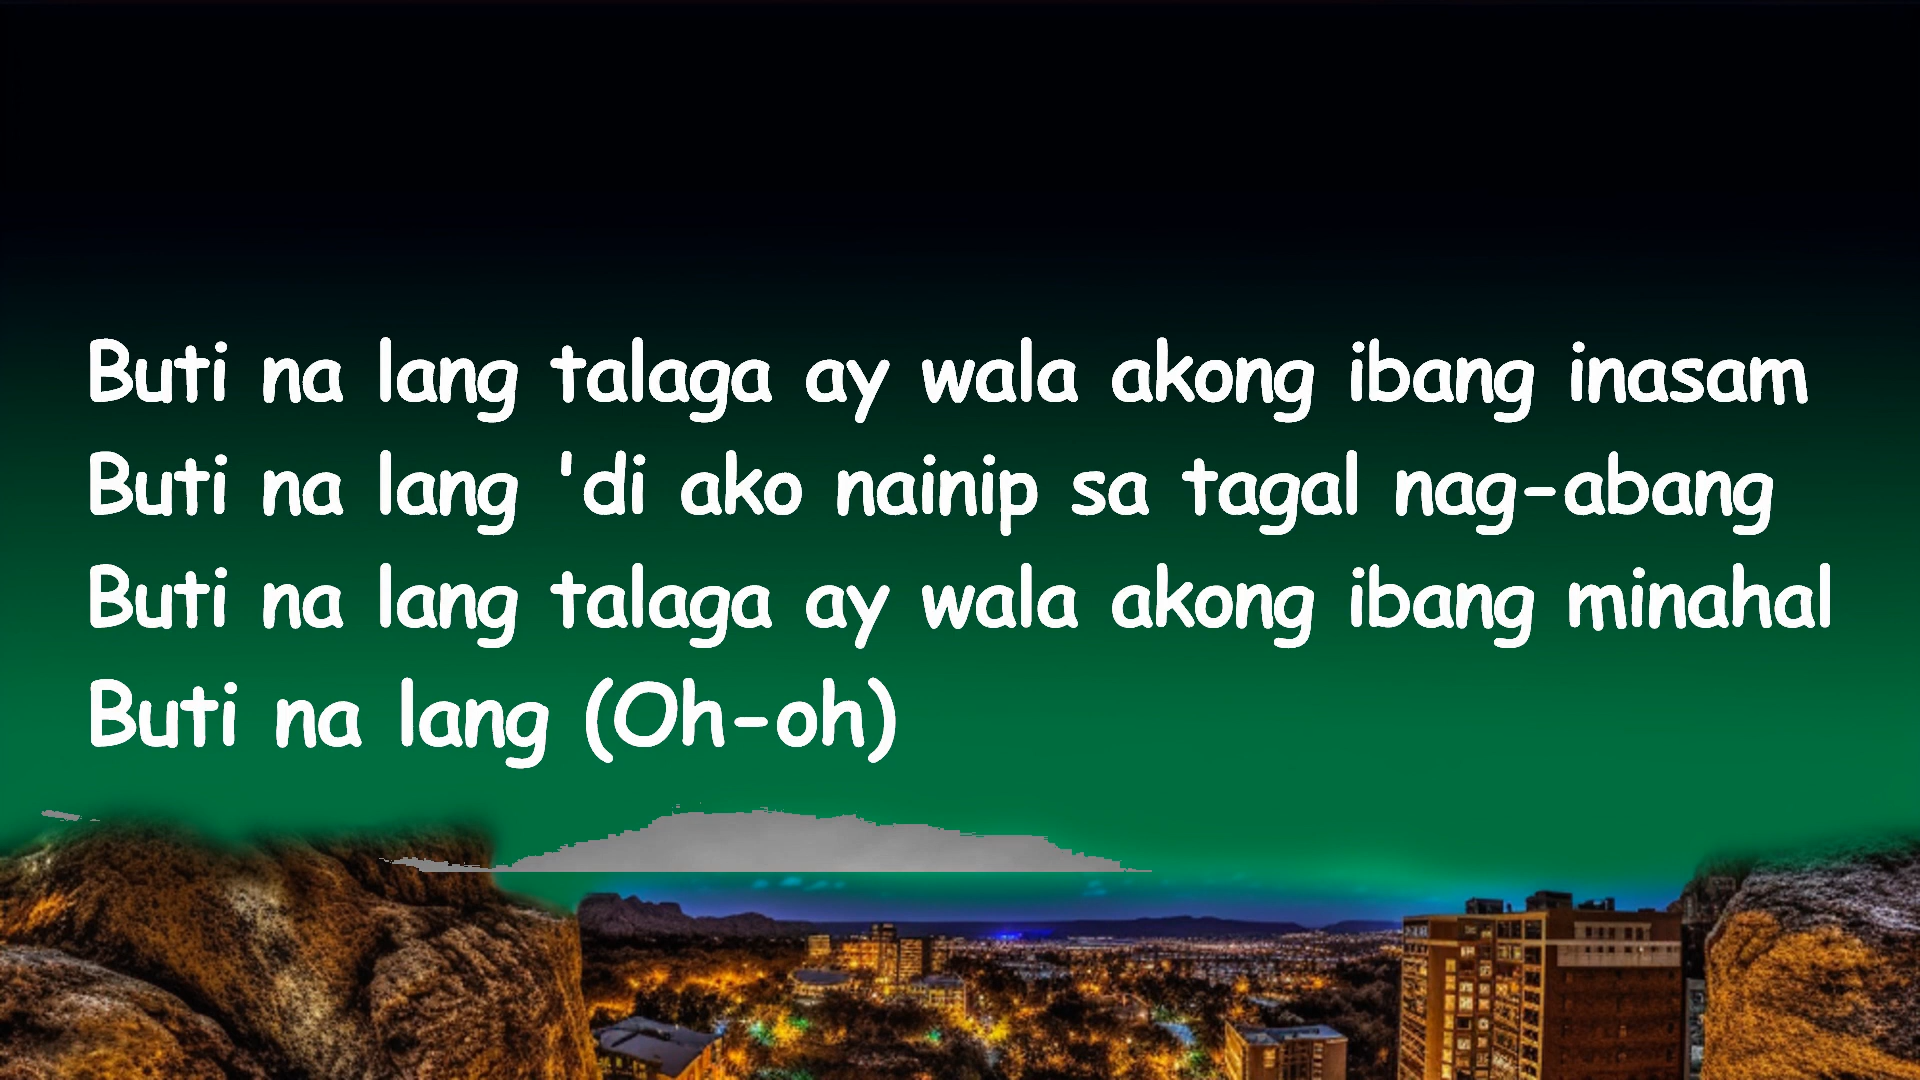 Buti na lang talaga ay wala akong ibang inasam
Buti na lang 'di ako nainip sa tagal nag-abang
Buti na lang talaga ay wala akong ibang minahal
Buti na lang (Oh-oh)